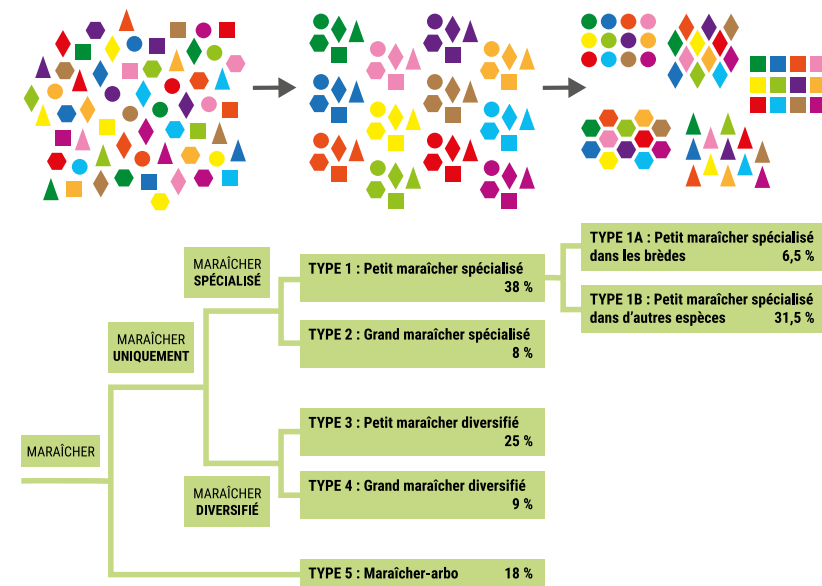 TYPE 1A : Petit maraîcher spécialisé
dans les brèdes 6,5 %
MARAÎCHER
SPÉCIALISÉ
TYPE 1 : Petit maraîcher spécialisé
38 %
TYPE 1B : Petit maraîcher spécialisé
dans d’autres espèces 31,5 %
MARAÎCHER
UNIQUEMENT
TYPE 2 : Grand maraîcher spécialisé
8 %
TYPE 3 : Petit maraîcher diversifié
25 %
MARAÎCHER
MARAÎCHER
DIVERSIFIÉ
TYPE 4 : Grand maraîcher diversifié
9 %
TYPE 5 : Maraîcher-arbo 18 %